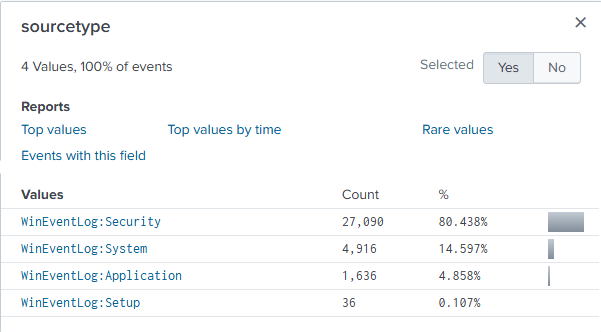 sourcetype ×
4 Values, 100% of events Selected Yes No
Reports
Top values Top values by time Rare values
Events with this field
Values Count %
WinEventLog:Security 27,090 80.438%
WinEventLog:System 4,916 14.597%
WinEventLog:Application 1,636 4.858%
WinEventLog:Setup 36 0.107%